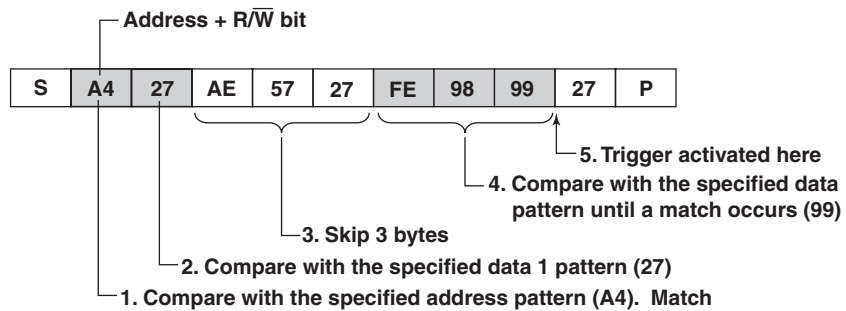 Address + R/W̅ bit
S A4 27 AE 57 27 FE 98 99 27 P
5. Trigger activated here
4. Compare with the specified data
pattern until a match occurs (99)
3. Skip 3 bytes
2. Compare with the specified data 1 pattern (27)
1. Compare with the specified address pattern (A4). Match